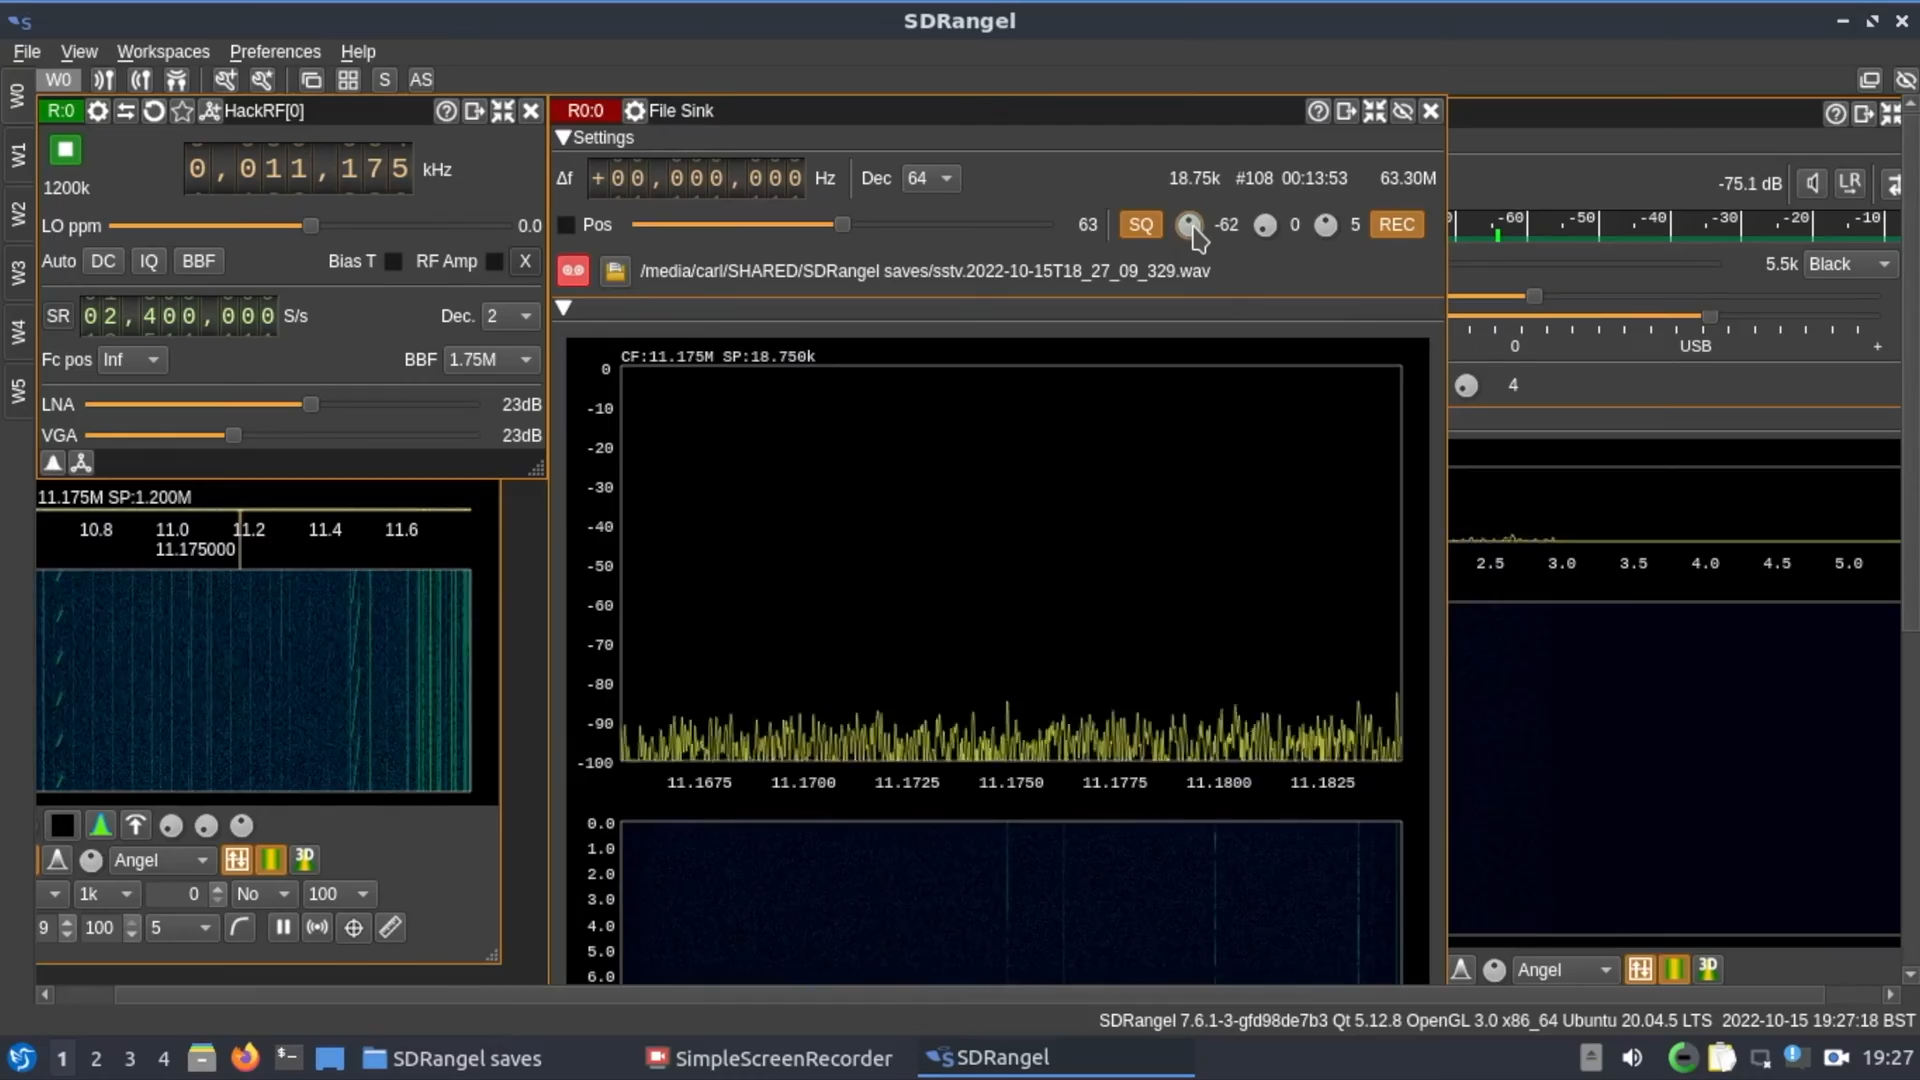 SDRangel
File View Workspaces Preferences Help
W0 S AS
W0
W1
W2
W3
W4
W5
R:0 HackRF[0]
0,011,175 kHz
1200k
LO ppm 0.0
Auto DC IQ BBF Bias T RF Amp X
SR 02,400,000 S/s Dec. 2
Fc pos Inf BBF 1.75M
LNA 23dB
VGA 23dB
11.175M SP:1.200M
10.8 11.0 11.2 11.4 11.6
11.175000
Angel 3D
1k 0 No 100
9 100 5
R0:0 File Sink
Settings
Δf +00,000,000 Hz Dec 64 18.75k #108 00:13:53 63.30M
Pos 63 SQ -62 0 5 REC
/media/carl/SHARED/SDRangel saves/sstv.2022-10-15T18_27_09_329.wav
CF:11.175M SP:18.750k
0
-10
-20
-30
-40
-50
-60
-70
-80
-90
-100
11.1675 11.1700 11.1725 11.1750 11.1775 11.1800 11.1825
0.0
1.0
2.0
3.0
4.0
5.0
6.0
-75.1 dB LR
-60 -50 -40 -30 -20 -10
5.5k Black
0 USB +
4
2.5 3.0 3.5 4.0 4.5 5.0
Angel 3D
SDRangel 7.6.1-3-gfd98de7b3 Qt 5.12.8 OpenGL 3.0 x86_64 Ubuntu 20.04.5 LTS 2022-10-15 19:27:18 BST
1 2 3 4 SDRangel saves SimpleScreenRecorder SDRangel 19:27